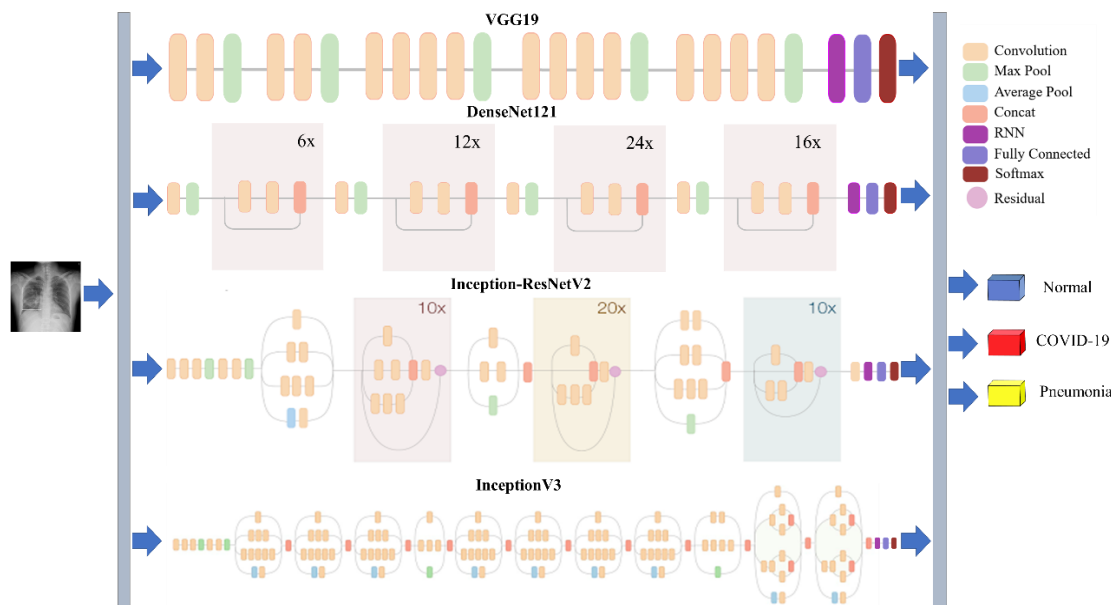 VGG19
Convolution
Max Pool
Average Pool
Concat
RNN
Fully Connected
Softmax
Residual
DenseNet121
6x
12x
24x
16x
Inception-ResNetV2
10x
20x
10x
Normal
COVID-19
Pneumonia
InceptionV3